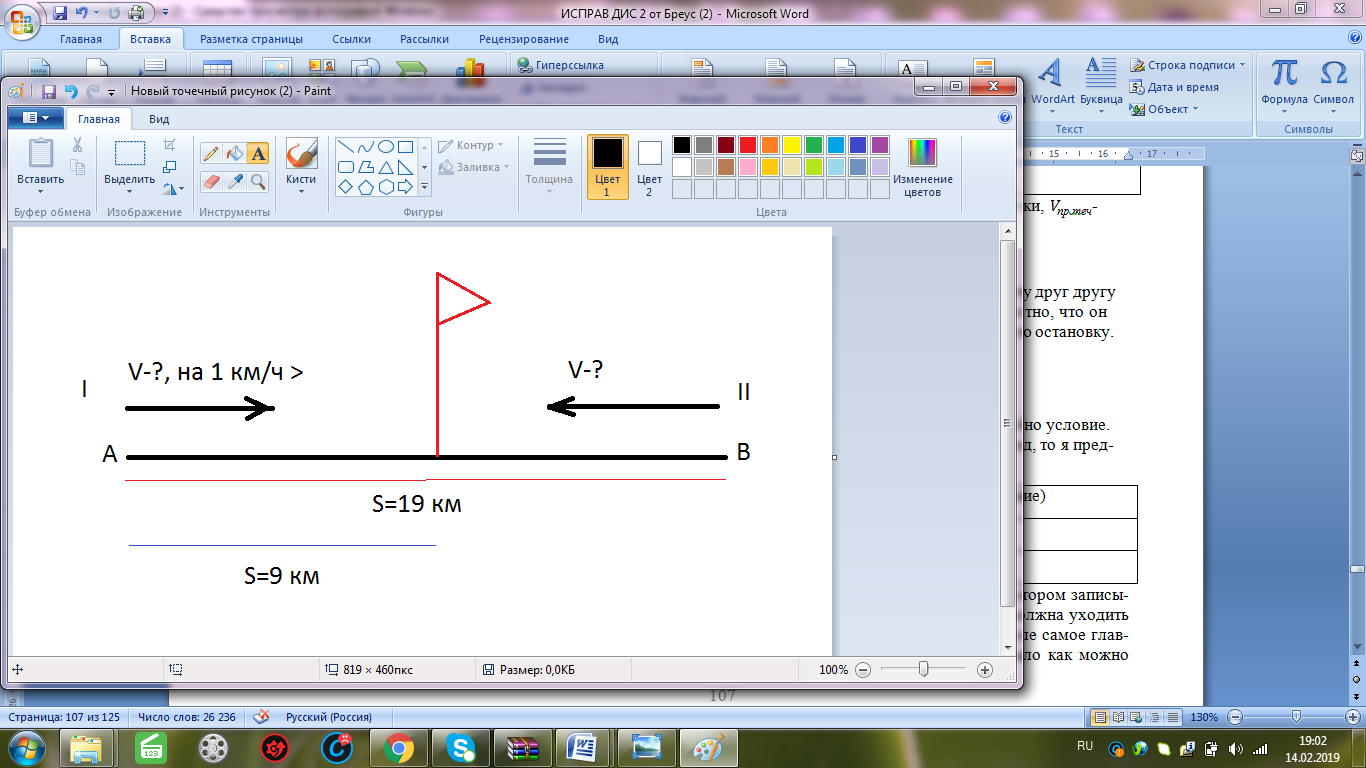 ИСПРАВ ДИС 2 от Бреус (2) - Microsoft Word
Главная Вставка Разметка страницы Ссылки Рассылки Рецензирование Вид
Гиперссылка
WordArt Буквица
Строка подписи
Дата и время
Объект
Формула Символ
Текст
Символы
Новый точечный рисунок (2) - Paint
Главная Вид
Вставить
Выделить
Кисти
Контур
Заливка
Толщина
Цвет 1
Цвет 2
Изменение цветов
Буфер обмена Изображение Инструменты Фигуры Цвета
15 16 17
ки, Vпр.теч-
у друг другу
тно, что он
о остановку.
но условие.
д, то я пред-
ие)
тором записы-
олжна уходить
ие самое глав-
ло как можно
107
V-?, на 1 км/ч >
V-?
I
II
A
B
S=19 км
S=9 км
819 × 460пкс
Размер: 0,0КБ
100%
Страница: 107 из 125 Число слов: 26 236 Русский (Россия) 130%
RU
19:02
14.02.2019